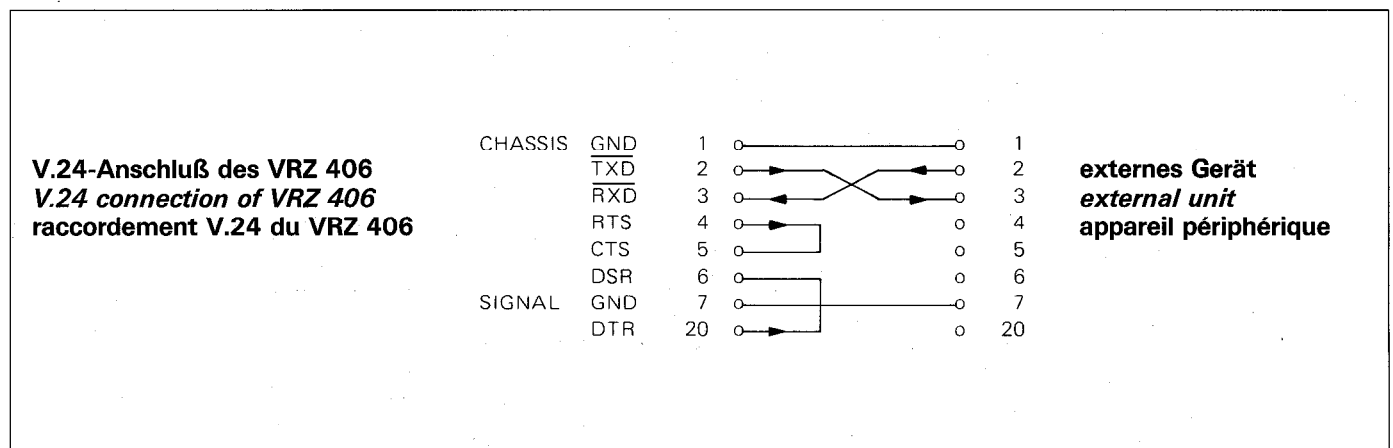 CHASSIS GND 1 1
V.24-Anschluß des VRZ 406 TXD 2 2 externes Gerät
V.24 connection of VRZ 406 RXD 3 3 external unit
raccordement V.24 du VRZ 406 RTS 4 4 appareil périphérique
CTS 5 5
DSR 6 6
SIGNAL GND 7 7
DTR 20 20